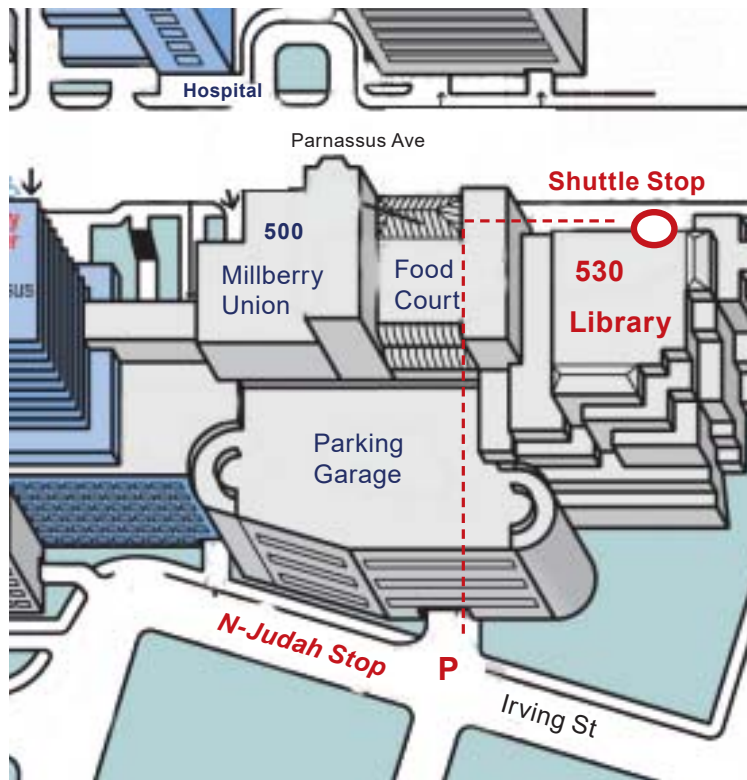 Hospital
Parnassus Ave
Shuttle Stop
500
Millberry
Union
Food
Court
530
Library
Parking
Garage
N-Judah Stop
P
Irving St